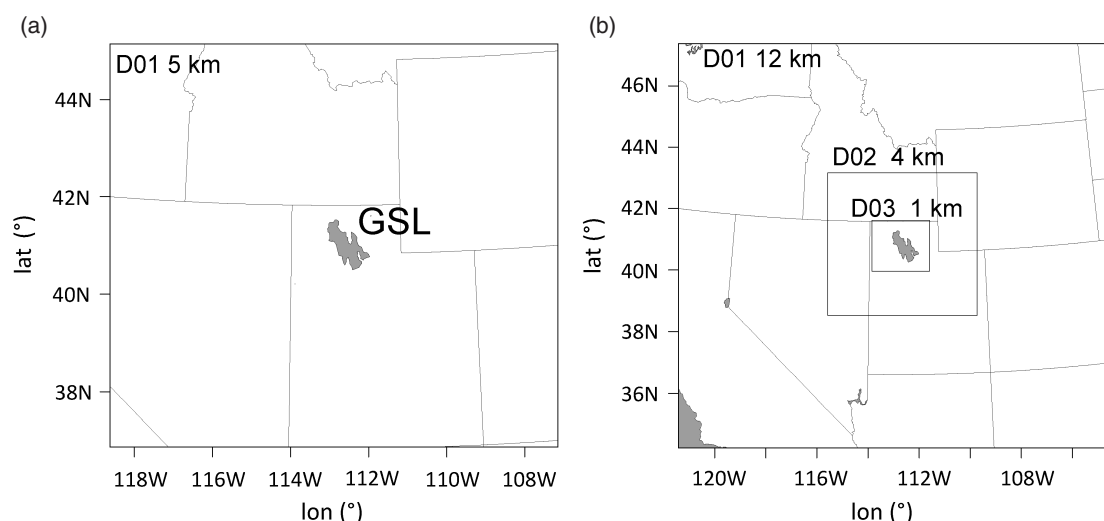 (a)
D01 5 km
GSL
44N
42N
40N
38N
lat (°)
118W 116W 114W 112W 110W 108W
lon (°)
(b)
D01 12 km
D02 4 km
D03 1 km
46N
44N
42N
40N
38N
36N
lat (°)
120W 116W 112W 108W
lon (°)